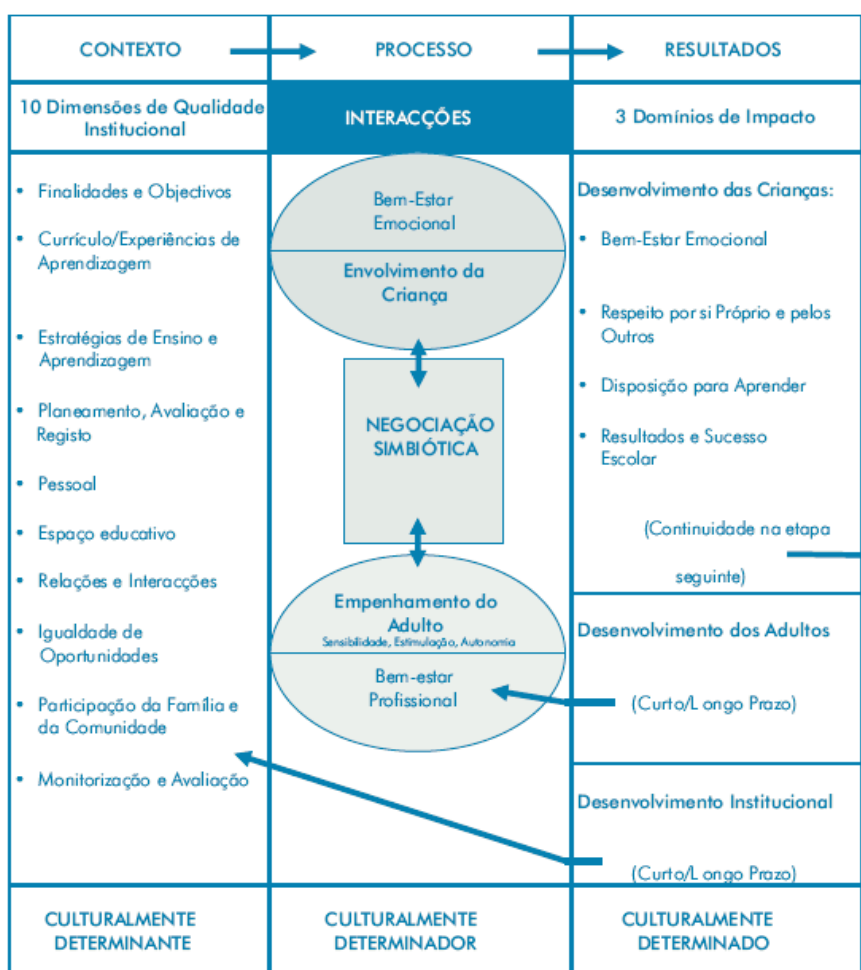 CONTEXTO
PROCESSO
RESULTADOS
10 Dimensões de Qualidade
Institucional
INTERACÇÕES
3 Domínios de Impacto
• Finalidades e Objectivos
• Currículo/Experiências de
Aprendizagem
• Estratégias de Ensino e
Aprendizagem
• Planeamento, Avaliação e
Registo
• Pessoal
• Espaço educativo
• Relações e Interacções
• Igualdade de
Oportunidades
• Participação da Família e
da Comunidade
• Monitorização e Avaliação
Bem-Estar
Emocional
Envolvimento da
Criança
NEGOCIAÇÃO
SIMBIÓTICA
Empenhamento do
Adulto
Sensibilidade, Estimulação, Autonomia
Bem-estar
Profissional
Desenvolvimento das Crianças:
• Bem-Estar Emocional
• Respeito por si Próprio e pelos
Outros
• Disposição para Aprender
• Resultados e Sucesso
Escolar
(Continuidade na etapa
seguinte)
Desenvolvimento dos Adultos
(Curto/Longo Prazo)
Desenvolvimento Institucional
(Curto/Longo Prazo)
CULTURALMENTE
DETERMINANTE
CULTURALMENTE
DETERMINADOR
CULTURALMENTE
DETERMINADO